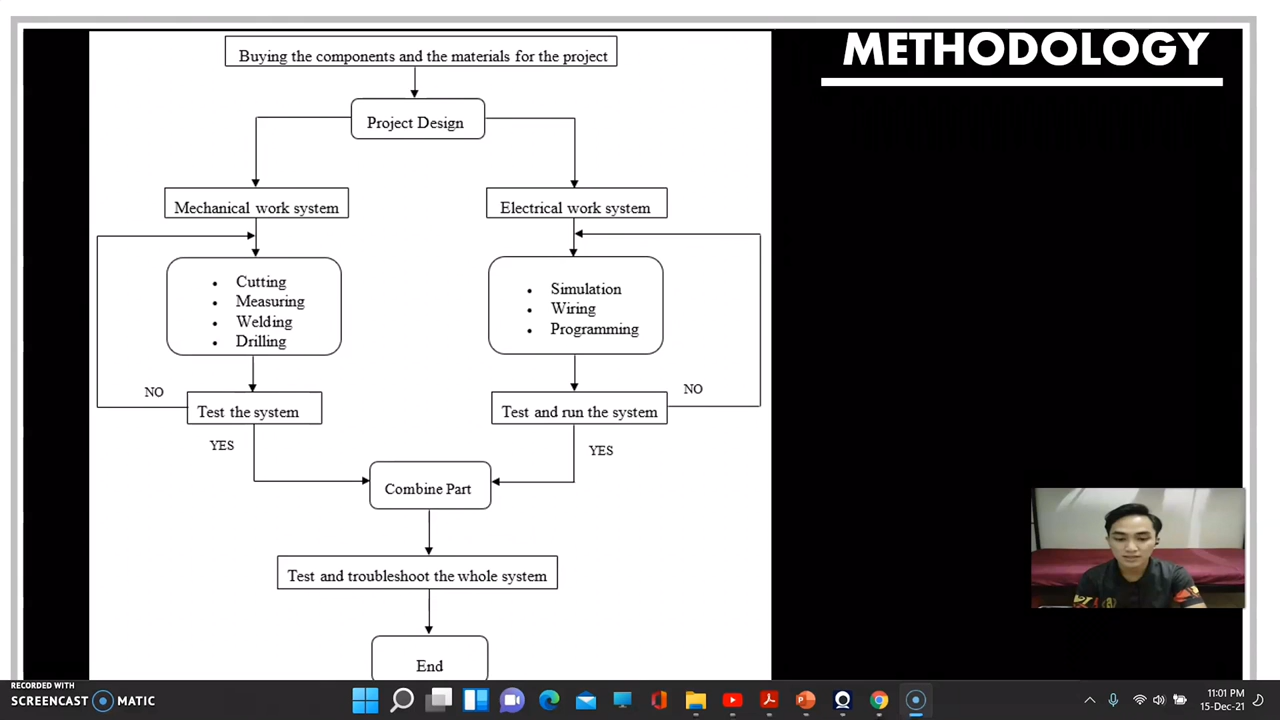 METHODOLOGY
Buying the components and the materials for the project
Project Design
Mechanical work system
Electrical work system
• Cutting
• Measuring
• Welding
• Drilling
• Simulation
• Wiring
• Programming
NO
NO
Test the system
Test and run the system
YES
YES
Combine Part
Test and troubleshoot the whole system
End
RECORDED WITH
SCREENCAST MATIC
11:01 PM
15-Dec-21